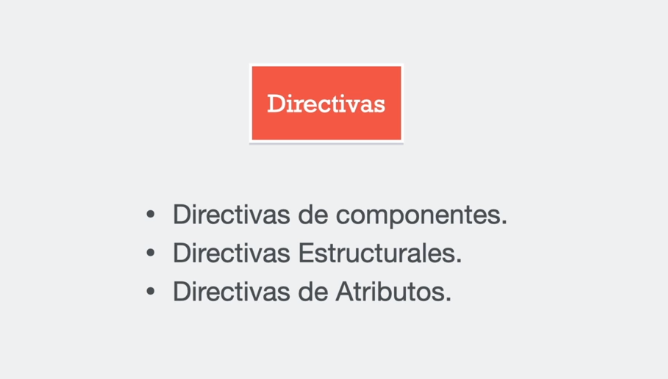 Directivas
• Directivas de componentes.
• Directivas Estructurales.
• Directivas de Atributos.